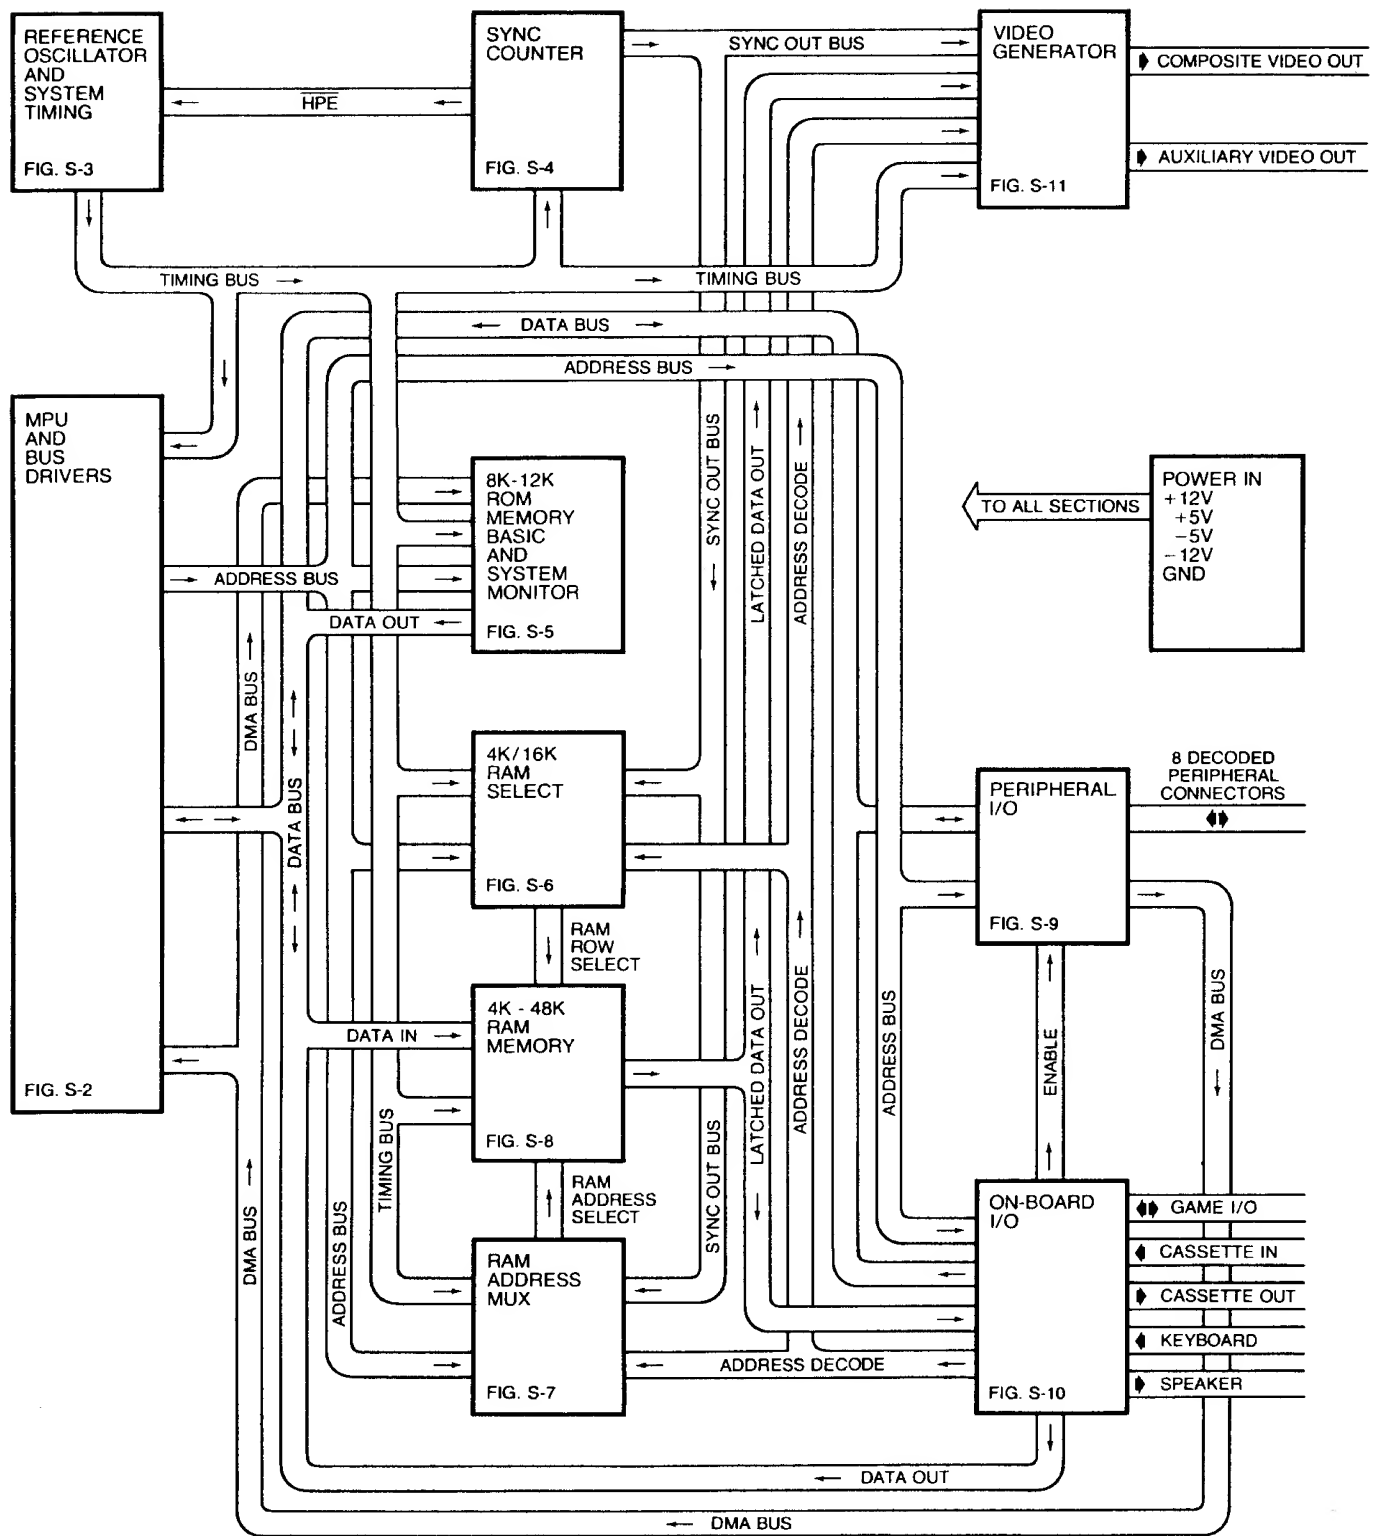 REFERENCE
OSCILLATOR
AND
SYSTEM
TIMING
FIG. S-3
HPE
SYNC
COUNTER
FIG. S-4
SYNC OUT BUS
VIDEO
GENERATOR
FIG. S-11
COMPOSITE VIDEO OUT
AUXILIARY VIDEO OUT
TIMING BUS
TIMING BUS
DATA BUS
ADDRESS BUS
MPU
AND
BUS
DRIVERS
FIG. S-2
8K-12K
ROM
MEMORY
BASIC
AND
SYSTEM
MONITOR
FIG. S-5
SYNC OUT BUS
LATCHED DATA OUT
ADDRESS DECODE
TO ALL SECTIONS
POWER IN
+12V
+5V
-5V
-12V
GND
ADDRESS BUS
DATA OUT
DMA BUS
DATA BUS
4K/16K
RAM
SELECT
FIG. S-6
PERIPHERAL
I/O
FIG. S-9
8 DECODED
PERIPHERAL
CONNECTORS
RAM
ROW
SELECT
4K - 48K
RAM
MEMORY
FIG. S-8
DATA IN
LATCHED DATA OUT
ADDRESS DECODE
ADDRESS BUS
ENABLE
DMA BUS
TIMING BUS
RAM
ADDRESS
SELECT
SYNC OUT BUS
DMA BUS
ADDRESS BUS
RAM
ADDRESS
MUX
FIG. S-7
ADDRESS DECODE
ON-BOARD
I/O
FIG. S-10
GAME I/O
CASSETTE IN
CASSETTE OUT
KEYBOARD
SPEAKER
DATA OUT
DMA BUS